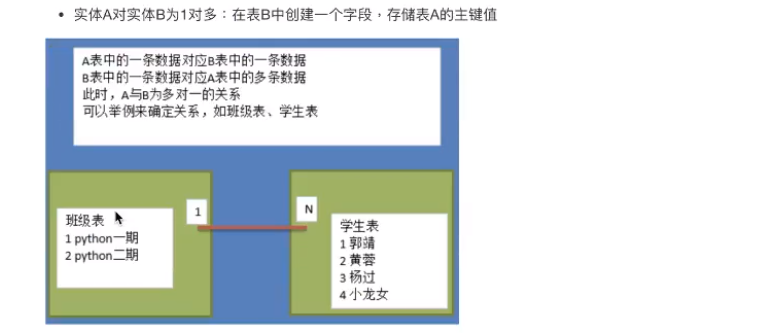 • 实体A对实体B为1对多：在表B中创建一个字段，存储表A的主键值
A表中的一条数据对应B表中的一条数据
B表中的一条数据对应A表中的多条数据
此时，A与B为多对一的关系
可以举例来确定关系，如班级表、学生表
班级表
1 python一期
2 python二期
1
N
学生表
1 郭靖
2 黄蓉
3 杨过
4 小龙女